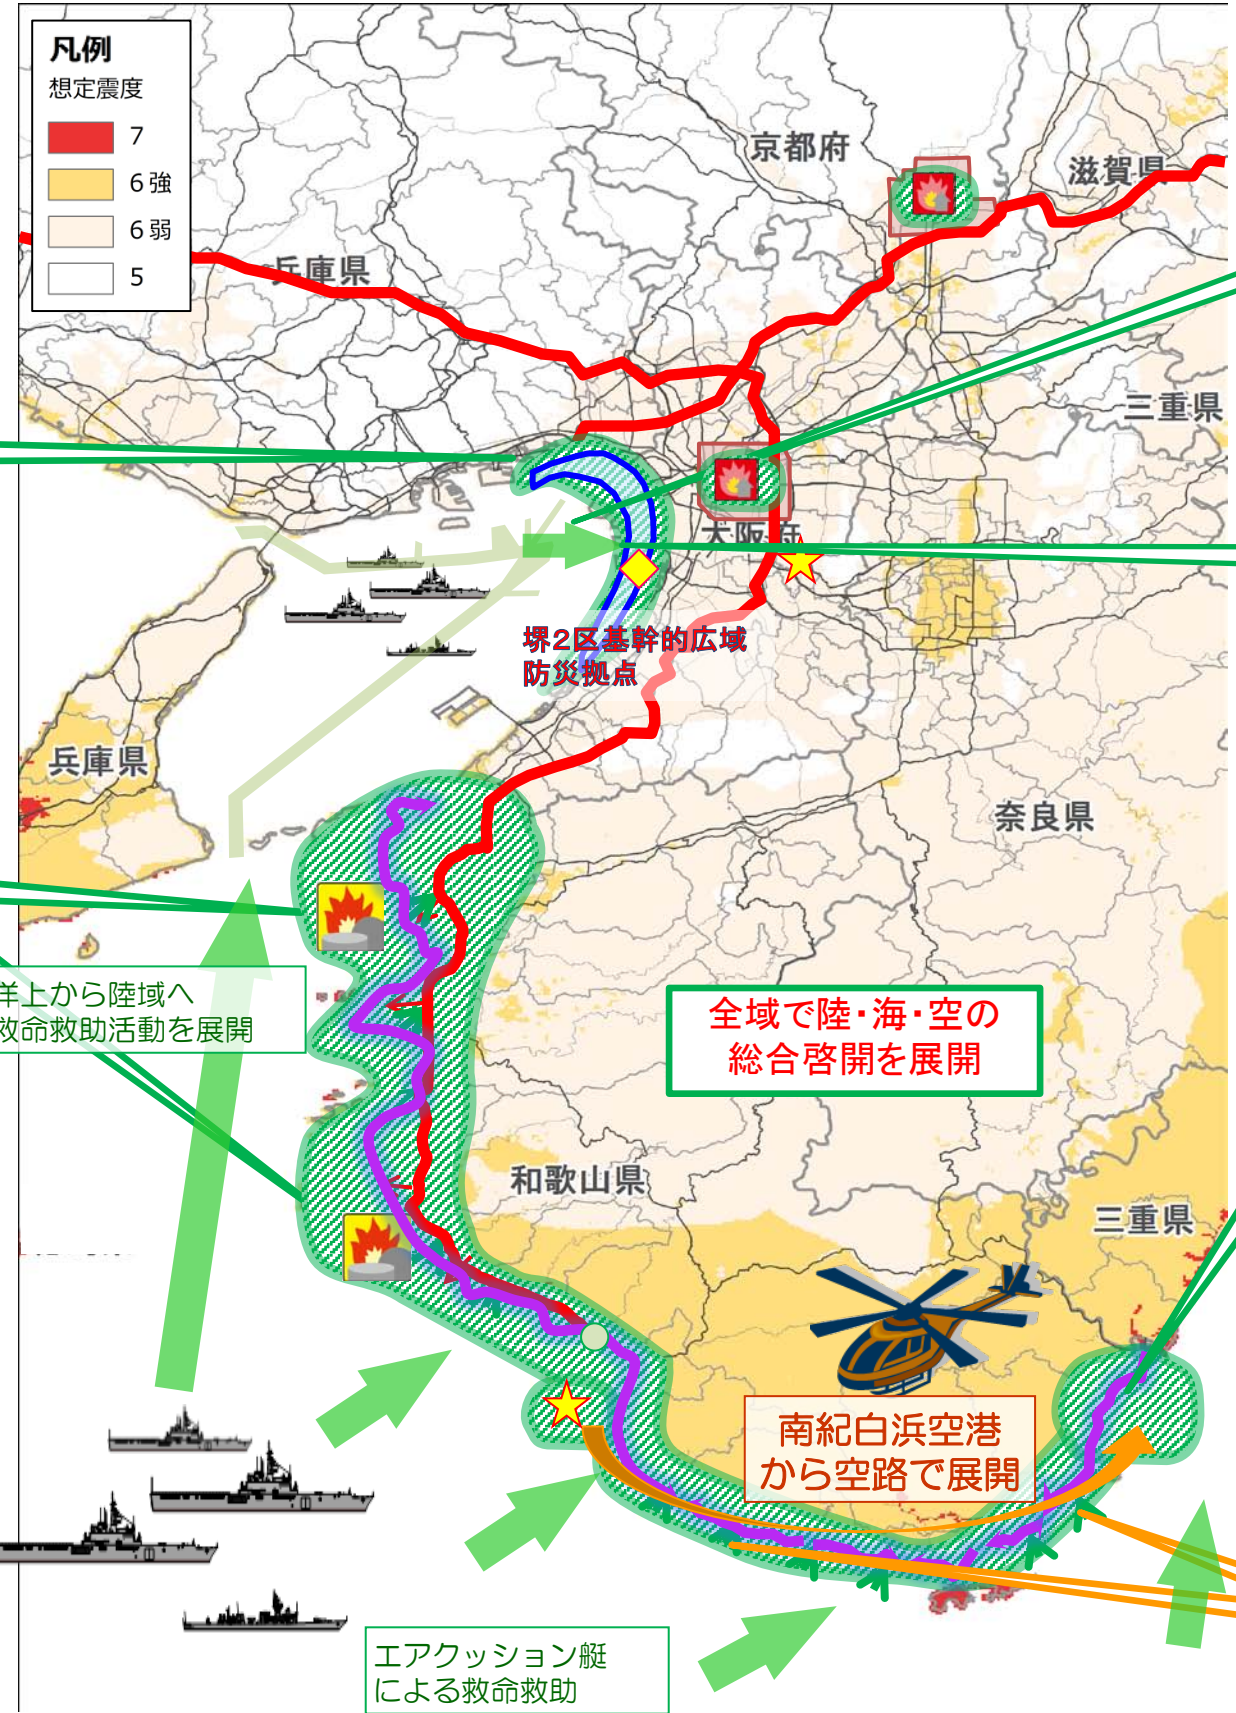 凡例
想定震度
7
6強
6弱
5
京都府
滋賀県
兵庫県
三重県
大阪府
堺2区基幹的広域
防災拠点
兵庫県
奈良県
洋上から陸域へ
救命救助活動を展開
全域で陸・海・空の
総合啓開を展開
和歌山県
三重県
南紀白浜空港
から空路で展開
エアクッション艇
による救命救助